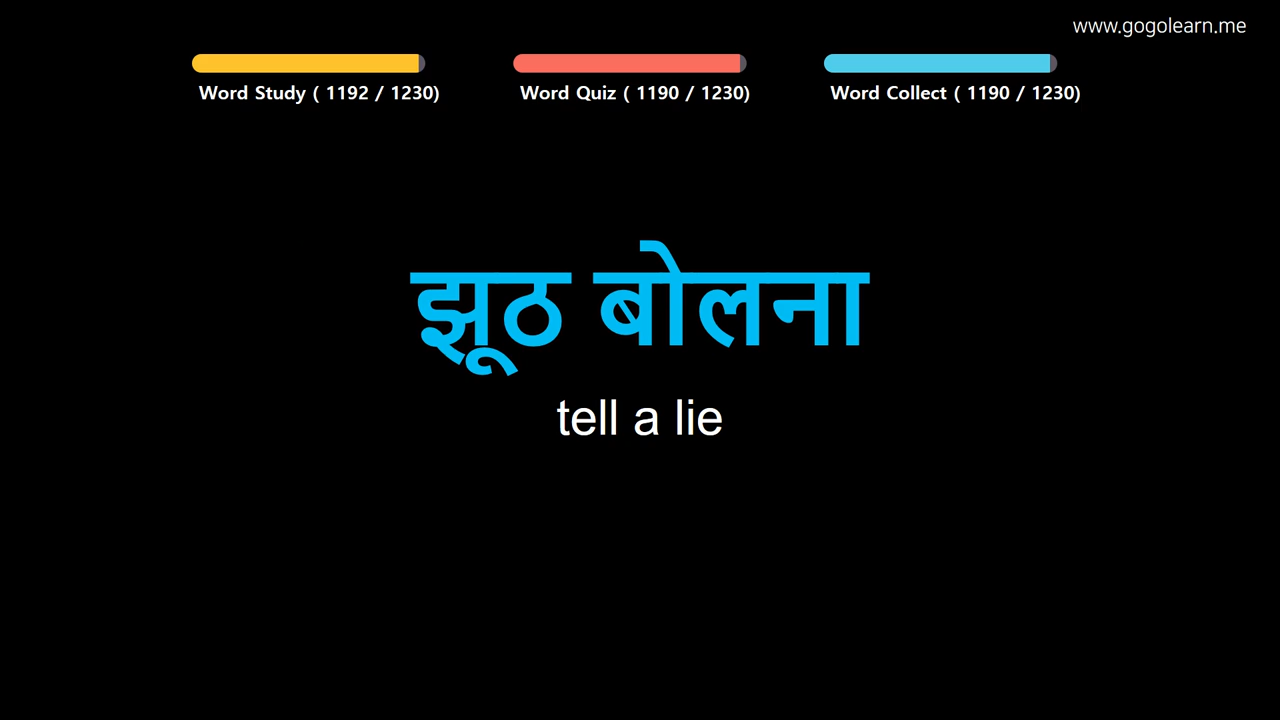 www.gogolearn.me
Word Study ( 1192 / 1230)
Word Quiz ( 1190 / 1230)
Word Collect ( 1190 / 1230)
झूठ बोलना
tell a lie